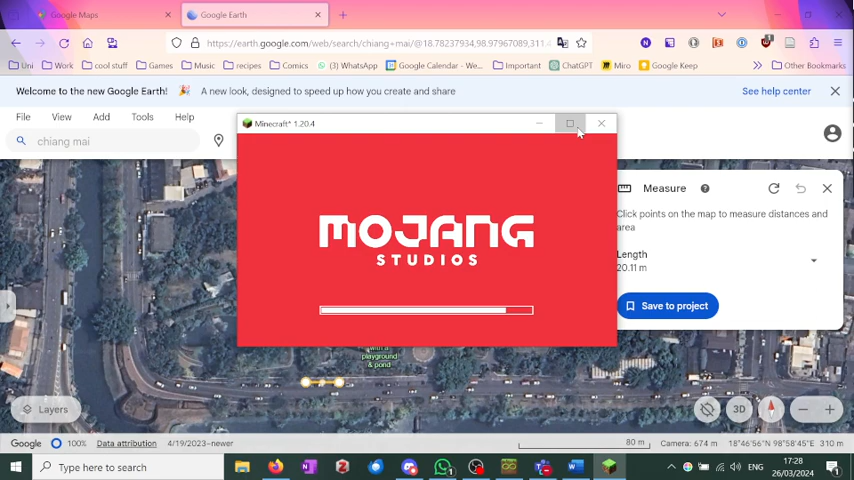 Google Maps
Google Earth
https://earth.google.com/web/search/chiang+mai/@18.78237934,98.97967089,311.4
Uni
Work
cool stuff
Games
Music
recipes
Comics
(3) WhatsApp
Google Calendar - We...
Important
ChatGPT
Miro
Google Keep
Other Bookmarks
Welcome to the new Google Earth!
A new look, designed to speed up how you create and share
See help center
File
View
Add
Tools
Help
chiang mai
Minecraft* 1.20.4
MOJANG
STUDIOS
Measure
Click points on the map to measure distances and
area
Length
20.11 m
Save to project
with a
playground
& pond
Layers
3D
Google
100%
Data attribution
4/19/2023–newer
80 m
Camera: 674 m
18°46'56"N 98°58'45"E
310 m
Type here to search
ENG
17:28
26/03/2024